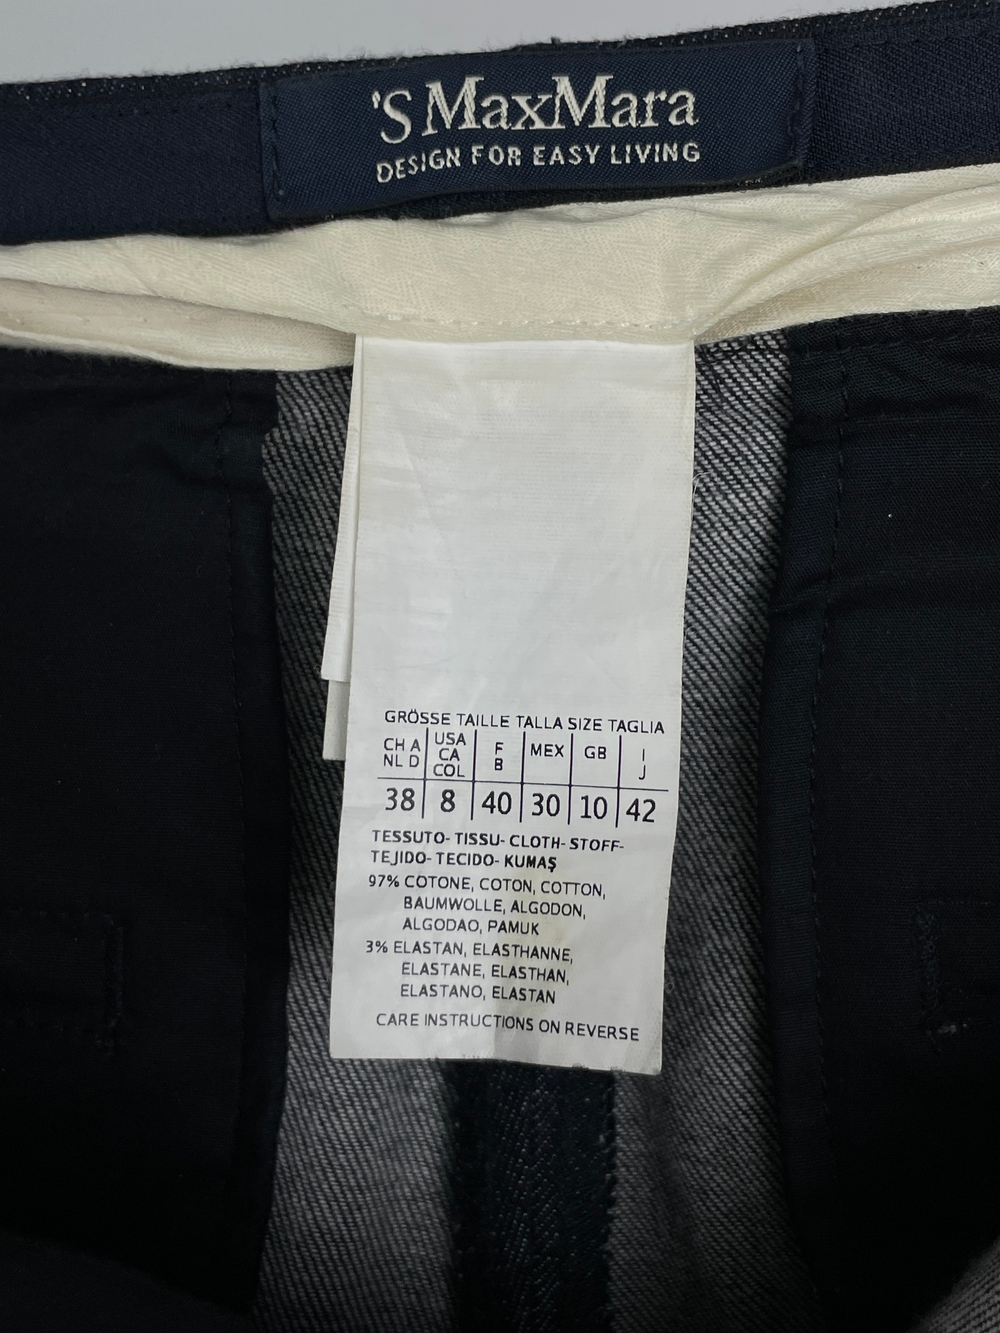 'S MaxMara
DESIGN FOR EASY LIVING
GRÖSSE TAILLE TALLA SIZE TAGLIA
CH A NL D | USA CA COL | F B | MEX | GB | I J
38 | 8 | 40 | 30 | 10 | 42
TESSUTO- TISSU- CLOTH- STOFF-
TEJIDO- TECIDO- KUMAŞ
97% COTONE, COTON, COTTON,
BAUMWOLLE, ALGODON,
ALGODAO, PAMUK
3% ELASTAN, ELASTHANNE,
ELASTANE, ELASTHAN,
ELASTANO, ELASTAN
CARE INSTRUCTIONS ON REVERSE